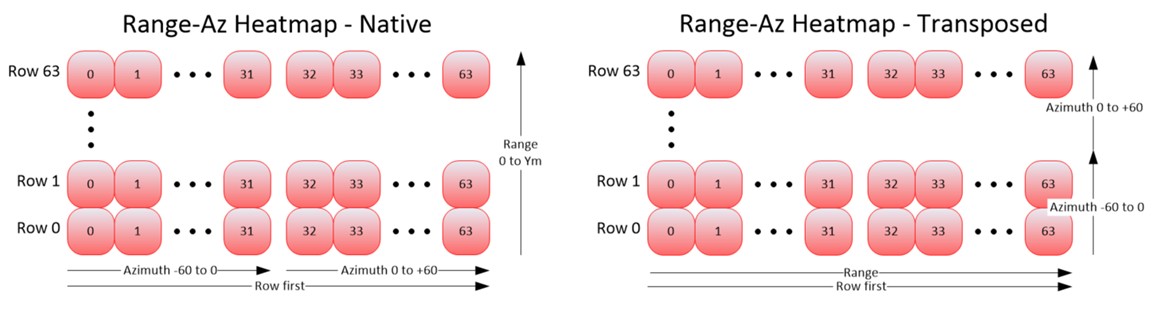 Range-Az Heatmap - Native
Row 63 0 1 31 32 33 63
Range
0 to Ym
Row 1 0 1 31 32 33 63
Row 0 0 1 31 32 33 63
Azimuth -60 to 0 Azimuth 0 to +60
Row first
Range-Az Heatmap - Transposed
Row 63 0 1 31 32 33 63
Azimuth 0 to +60
Row 1 0 1 31 32 33 63
Azimuth -60 to 0
Row 0 0 1 31 32 33 63
Range
Row first